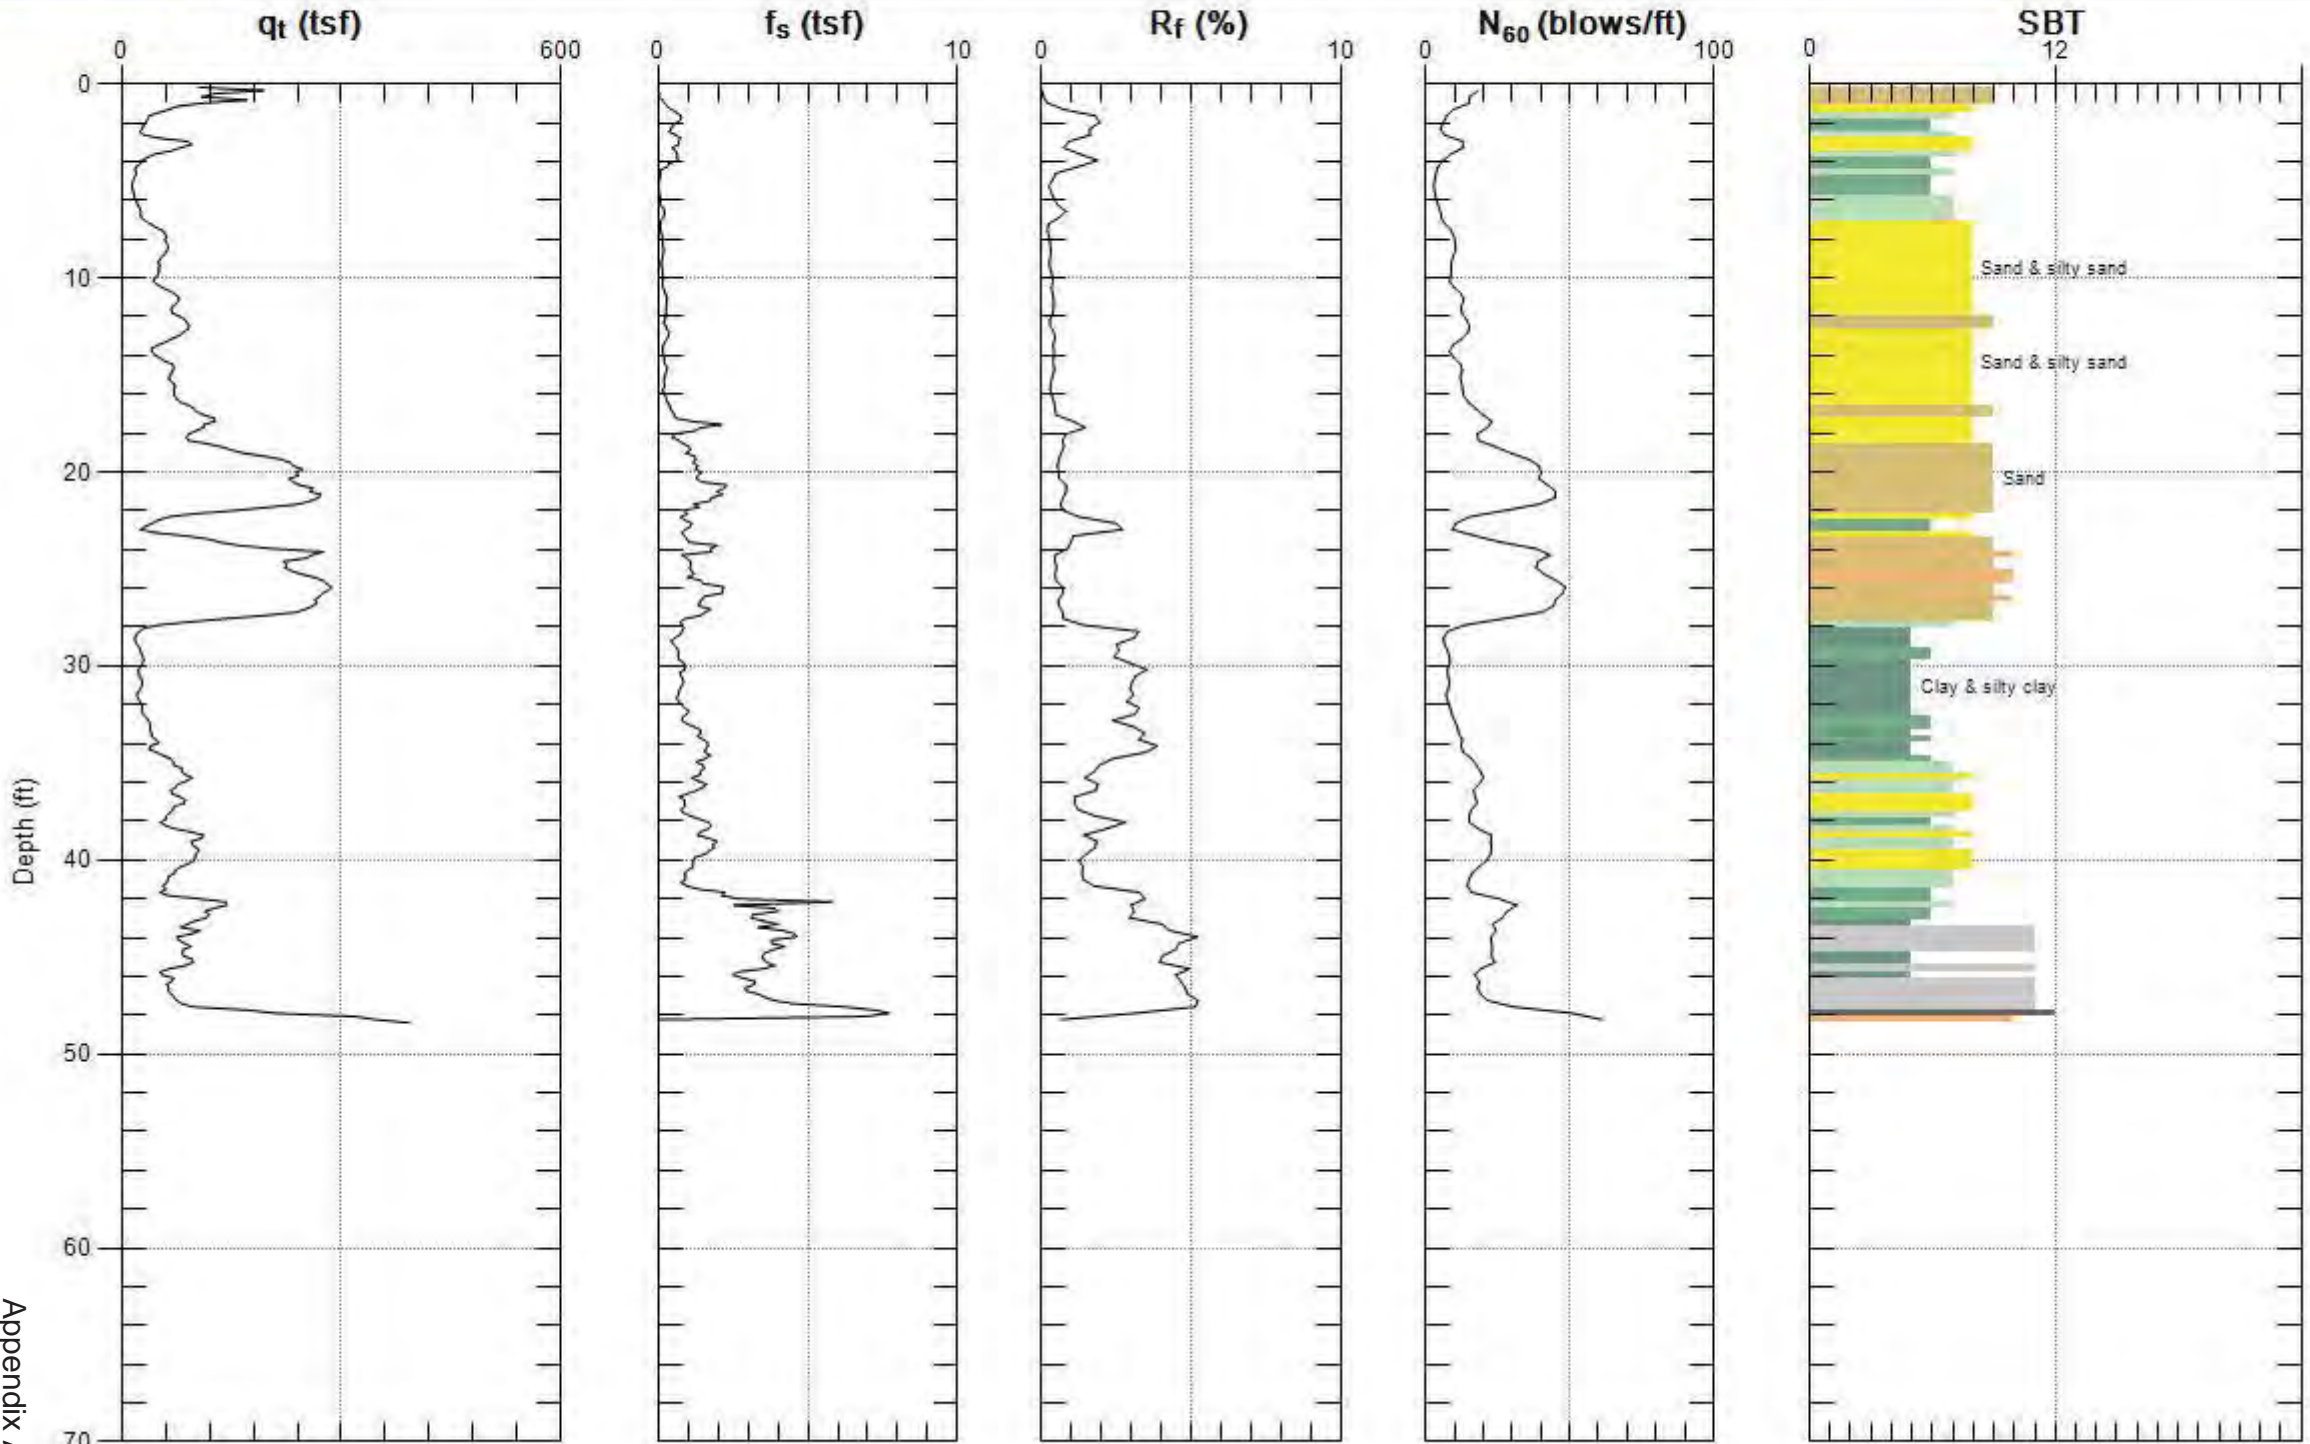 qt (tsf)
fs (tsf)
Rf (%)
N60 (blows/ft)
SBT
0 600
0 10
0 10
0 100
0 12
0
10
20
30
40
50
60
70
Depth (ft)
Sand & silty sand
Sand & silty sand
Sand
Clay & silty clay
Appendix